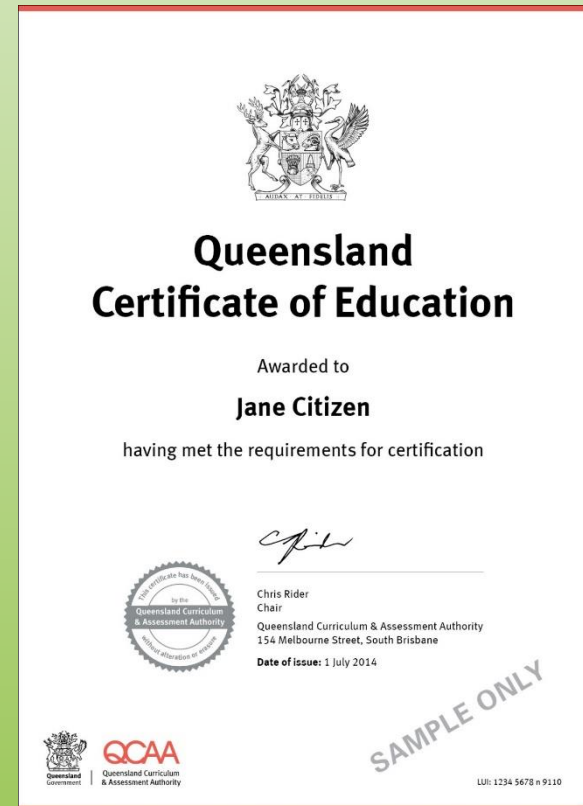 AUDAX AT FIDELIS
Queensland
Certificate of Education
Awarded to
Jane Citizen
having met the requirements for certification
This certificate has been issued
by the
Queensland Curriculum
& Assessment Authority
without alteration or erasure
Chris Rider
Chair
Queensland Curriculum & Assessment Authority
154 Melbourne Street, South Brisbane
Date of issue: 1 July 2014
SAMPLE ONLY
Queensland
Government
QCAA
Queensland Curriculum
& Assessment Authority
LUI: 1234 5678 n 9110